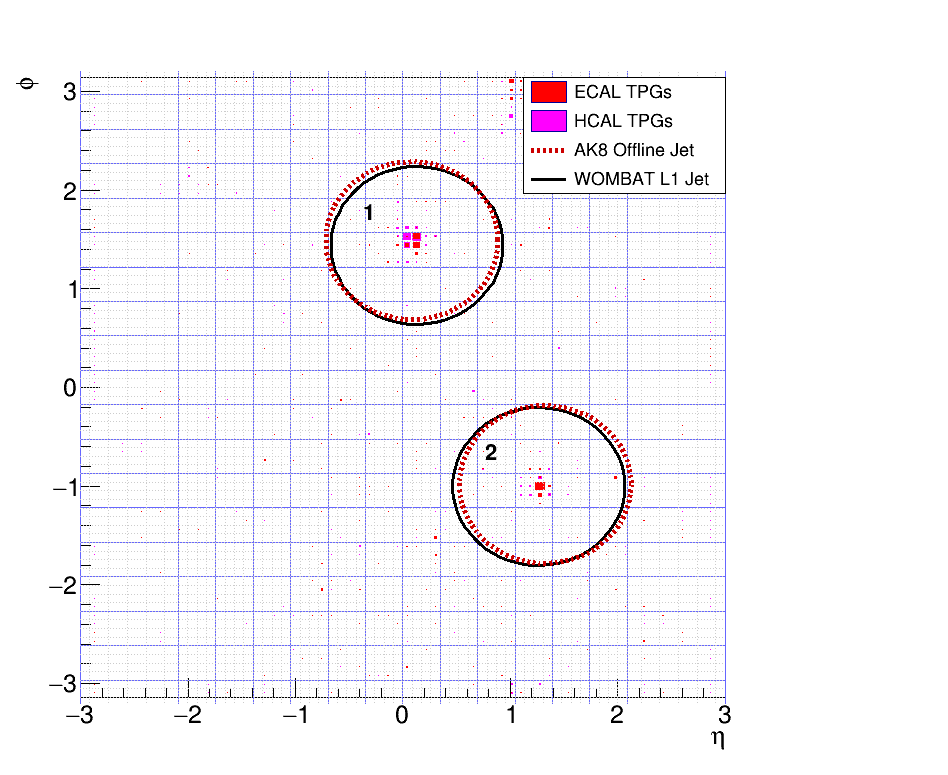 φ
3
2
1
0
−1
−2
−3
ECAL TPGs
HCAL TPGs
AK8 Offline Jet
WOMBAT L1 Jet
1
2
−3 −2 −1 0 1 2 3
η